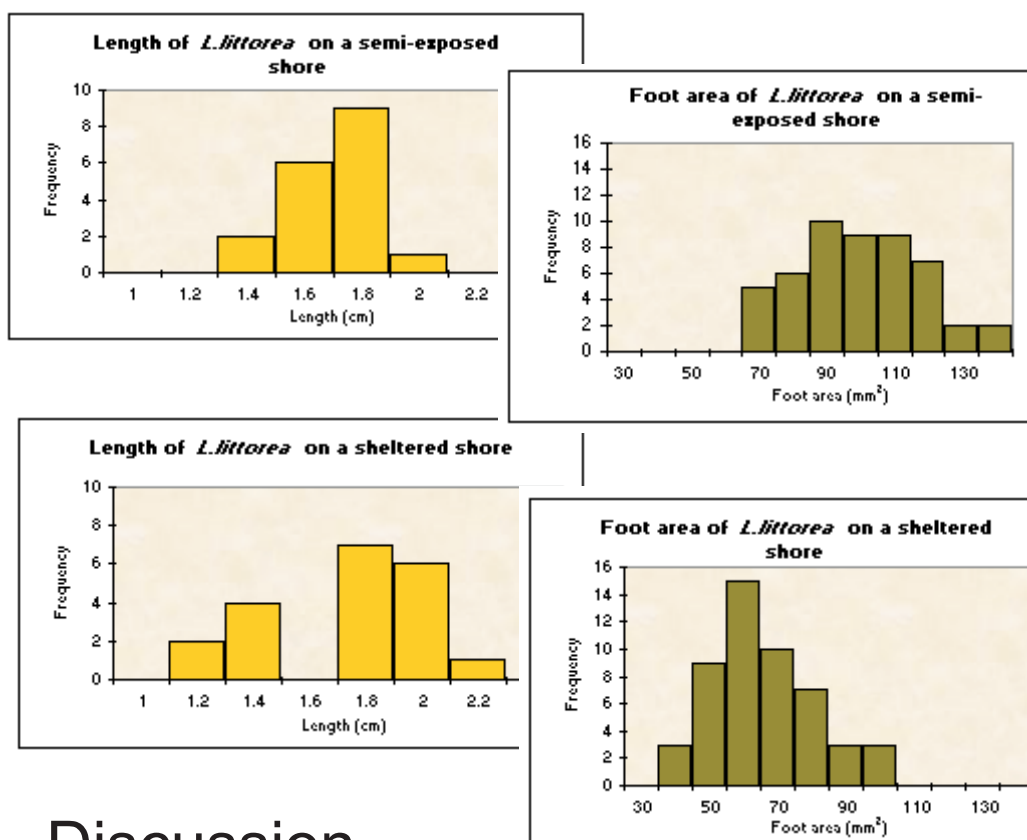 Length of L.littorea on a semi-exposed
shore
10
8
6
4
2
0
Frequency
1 1.2 1.4 1.6 1.8 2 2.2
Length (cm)
Foot area of L.littorea on a semi-
exposed shore
16
14
12
10
8
6
4
2
0
Frequency
30 50 70 90 110 130
Foot area (mm²)
Length of L.littorea on a sheltered shore
10
8
6
4
2
0
Frequency
1 1.2 1.4 1.6 1.8 2 2.2
Length (cm)
Foot area of L.littorea on a sheltered
shore
16
14
12
10
8
6
4
2
0
Frequency
30 50 70 90 110 130
Foot area (mm²)
Discussion